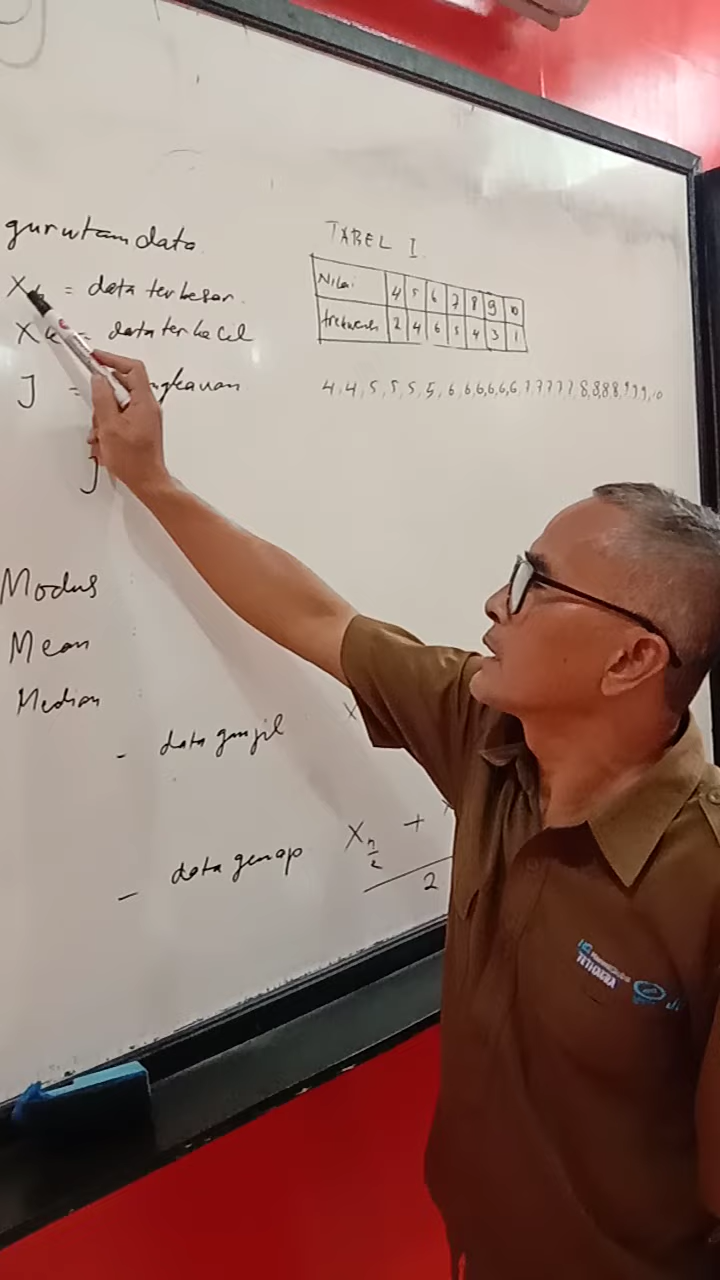 gurutan data
X = data terbesar.
X k = data terkecil
J = ngkauan
J
Modus
Mean
Median
- data ganjil X
- data genap X n/2 + 
2
TABEL I.
Nilai 4 5 6 7 8 9 10
frekuensi 2 4 6 5 4 3 1
4, 4, 5, 5, 5, 5, 6, 6, 6, 6, 6, 6, 7, 7, 7, 7, 7, 8, 8, 8, 8, 9, 9, 9, 10